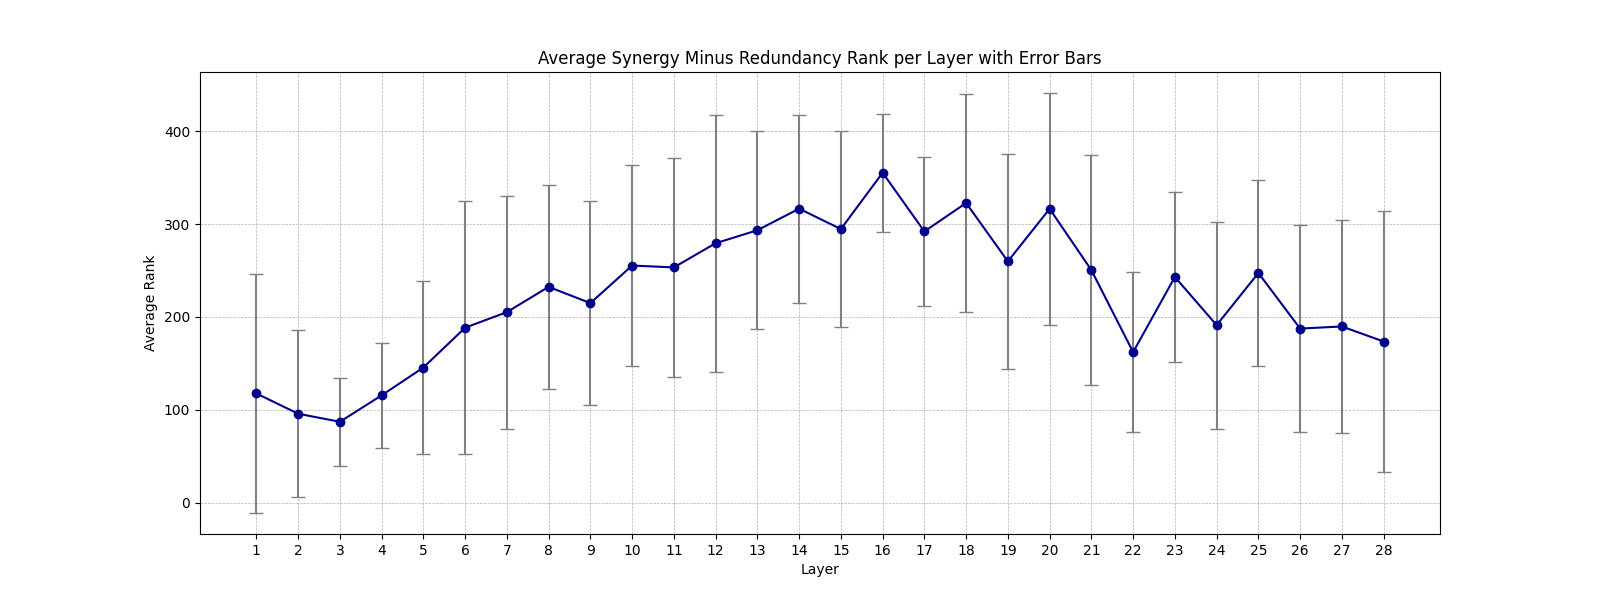 Average Synergy Minus Redundancy Rank per Layer with Error Bars
Average Rank
400
300
200
100
0
1 2 3 4 5 6 7 8 9 10 11 12 13 14 15 16 17 18 19 20 21 22 23 24 25 26 27 28
Layer